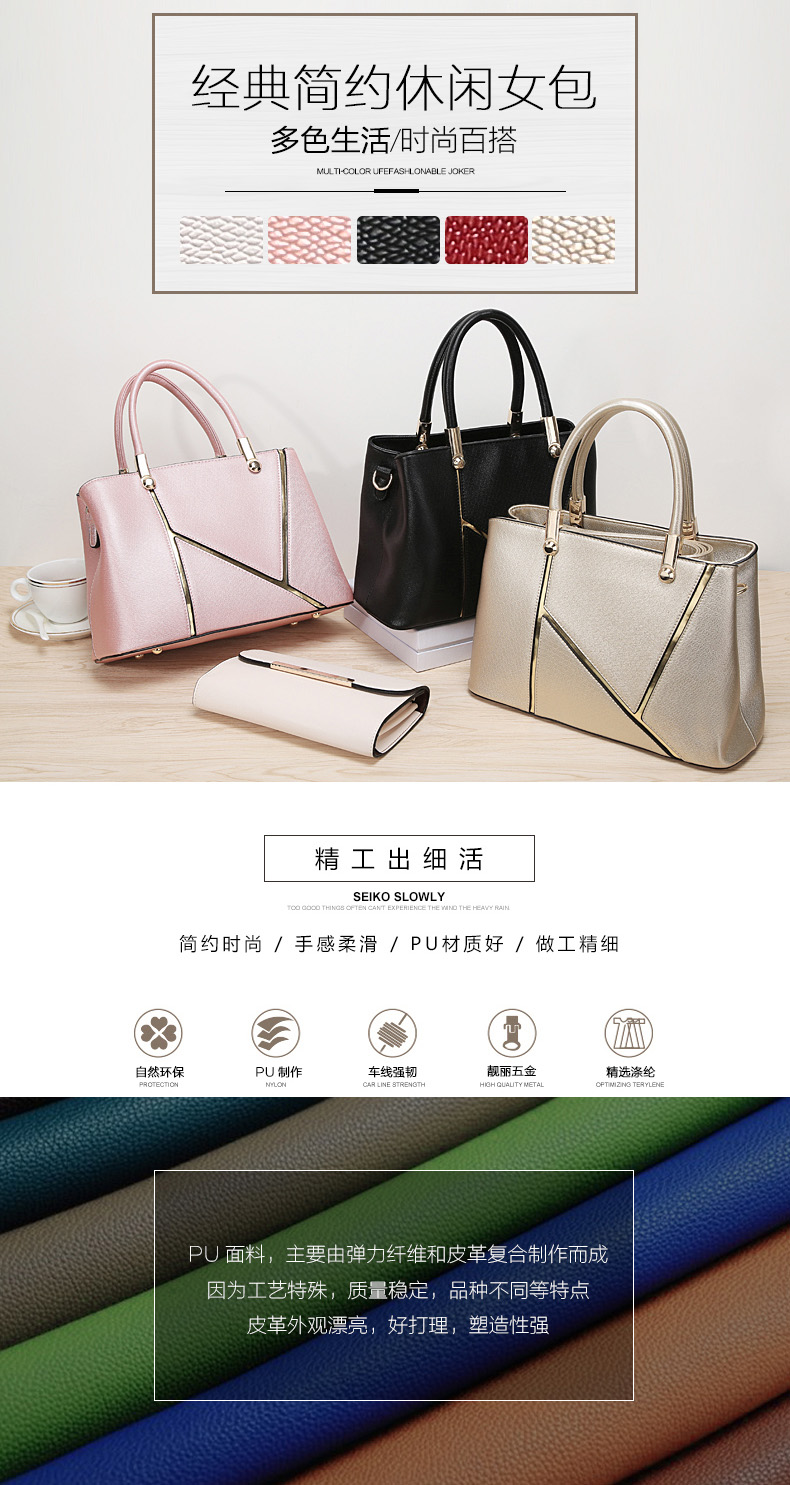 经典简约休闲女包
多色生活/时尚百搭
MULTI-COLOR UFEFASHLONABLE JOKER
精工出细活
SEIKO SLOWLY
TOO GOOD THINGS OFTEN CAN'T EXPERIENCE THE WIND THE HEAVY RAIN
简约时尚 / 手感柔滑 / PU材质好 / 做工精细
自然环保 PU 制作 车线强韧 靓丽五金 精选涤纶
PROTECTION NYLON CAR LINE STRENGTH HIGH QUALITY METAL OPTIMIZING TERYLENE
PU 面料，主要由弹力纤维和皮革复合制作而成
因为工艺特殊，质量稳定，品种不同等特点
皮革外观漂亮，好打理，塑造性强